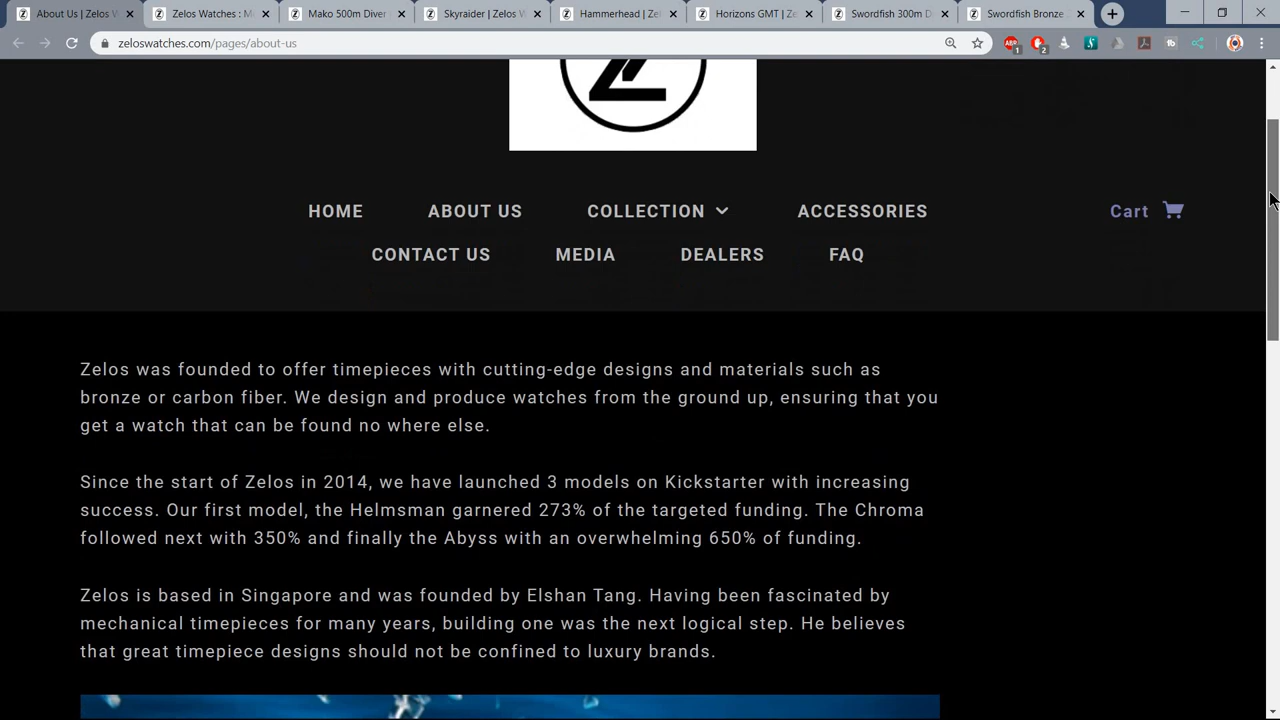 About Us | Zelos W
Zelos Watches : M
Mako 500m Diver
Skyraider | Zelos W
Hammerhead | Zel
Horizons GMT | Ze
Swordfish 300m D
Swordfish Bronze
zeloswatches.com/pages/about-us
ABP 1
2
Z
HOME ABOUT US COLLECTION ACCESSORIES Cart
CONTACT US MEDIA DEALERS FAQ
Zelos was founded to offer timepieces with cutting-edge designs and materials such as
bronze or carbon fiber. We design and produce watches from the ground up, ensuring that you
get a watch that can be found no where else.
Since the start of Zelos in 2014, we have launched 3 models on Kickstarter with increasing
success. Our first model, the Helmsman garnered 273% of the targeted funding. The Chroma
followed next with 350% and finally the Abyss with an overwhelming 650% of funding.
Zelos is based in Singapore and was founded by Elshan Tang. Having been fascinated by
mechanical timepieces for many years, building one was the next logical step. He believes
that great timepiece designs should not be confined to luxury brands.